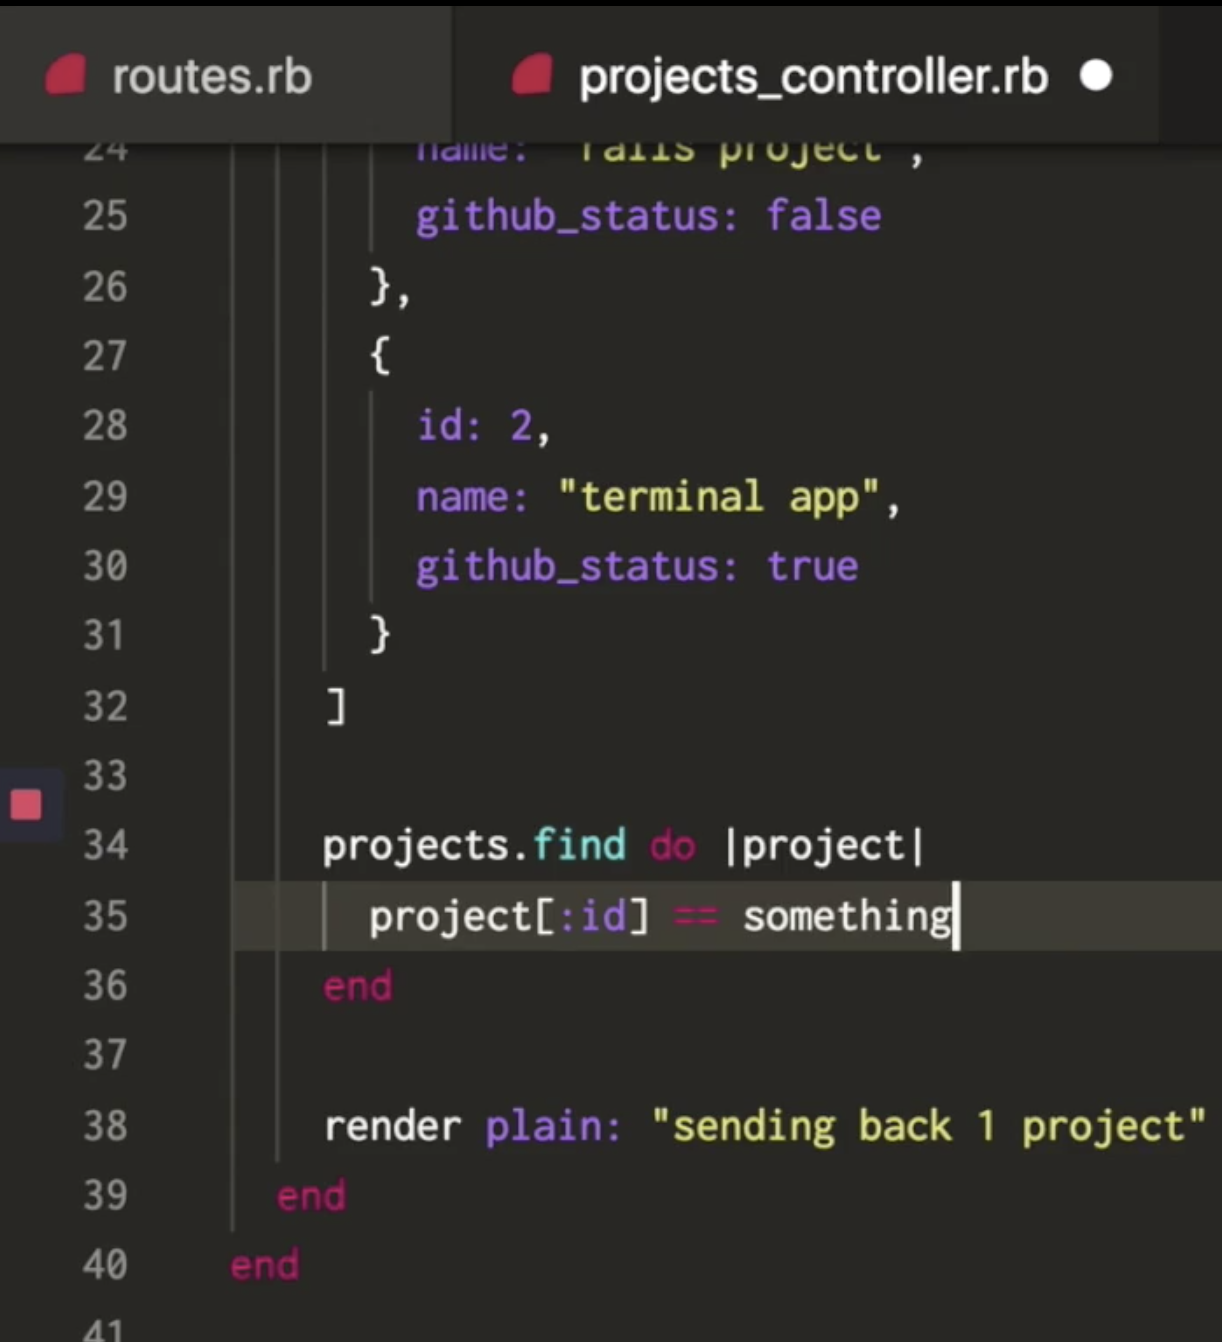 routes.rb
projects_controller.rb
24 name: "rails project",
25 github_status: false
26 },
27 {
28 id: 2,
29 name: "terminal app",
30 github_status: true
31 }
32 ]
33
34 projects.find do |project|
35 project[:id] == something
36 end
37
38 render plain: "sending back 1 project"
39 end
40 end
41